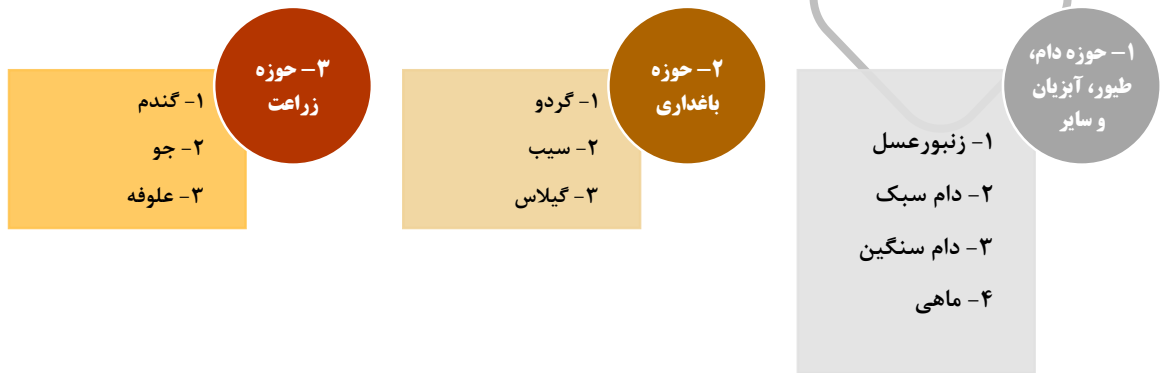 ۱- حوزه دام،
طیور، آبزیان
و سایر
۱- زنبورعسل
۲- دام سبک
۳- دام سنگین
۴- ماهی
۲- حوزه
باغداری
۱- گردو
۲- سیب
۳- گیلاس
۳- حوزه
زراعت
۱- گندم
۲- جو
۳- علوفه